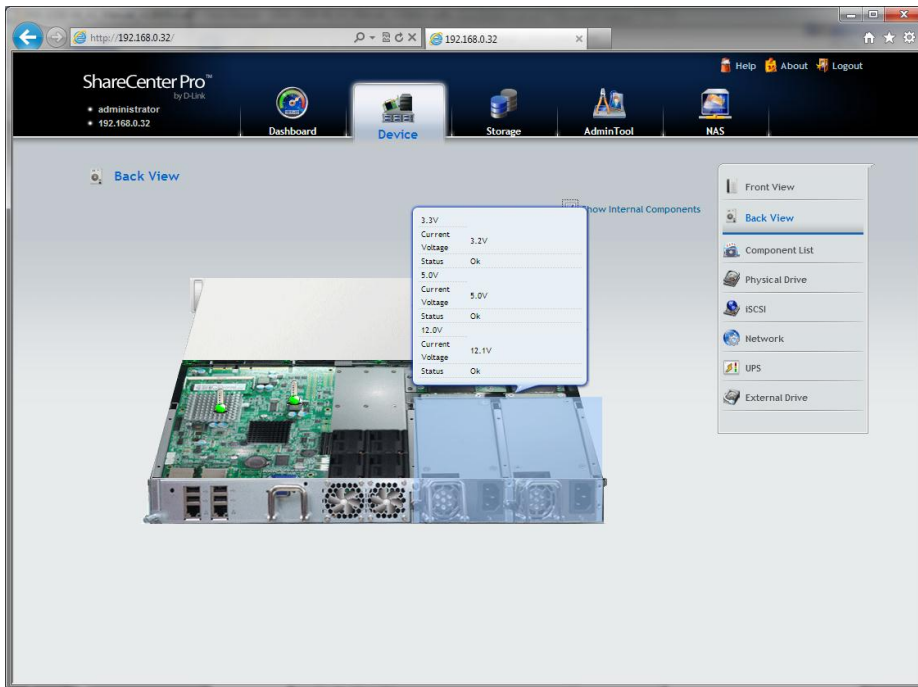 http://192.168.0.32/
192.168.0.32
Help About Logout
ShareCenter Pro™
by D-Link
administrator
192.168.0.32
Dashboard
Device
Storage
AdminTool
NAS
Back View
Show Internal Components
3.3V
Current
Voltage
3.2V
Status Ok
5.0V
Current
Voltage
5.0V
Status Ok
12.0V
Current
Voltage
12.1V
Status Ok
Front View
Back View
Component List
Physical Drive
iSCSI
Network
UPS
External Drive